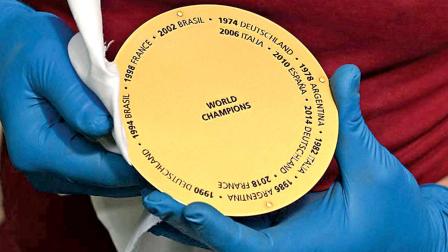 1974 DEUTSCHLAND • 1978 ARGENTINA • 1982 ITALIA • 1986 ARGENTINA • 1990 DEUTSCHLAND • 1994 BRASIL • 1998 FRANCE • 2002 BRASIL •
2006 ITALIA • 2010 ESPAÑA • 2014 DEUTSCHLAND • 2018 FRANCE
WORLD
CHAMPIONS